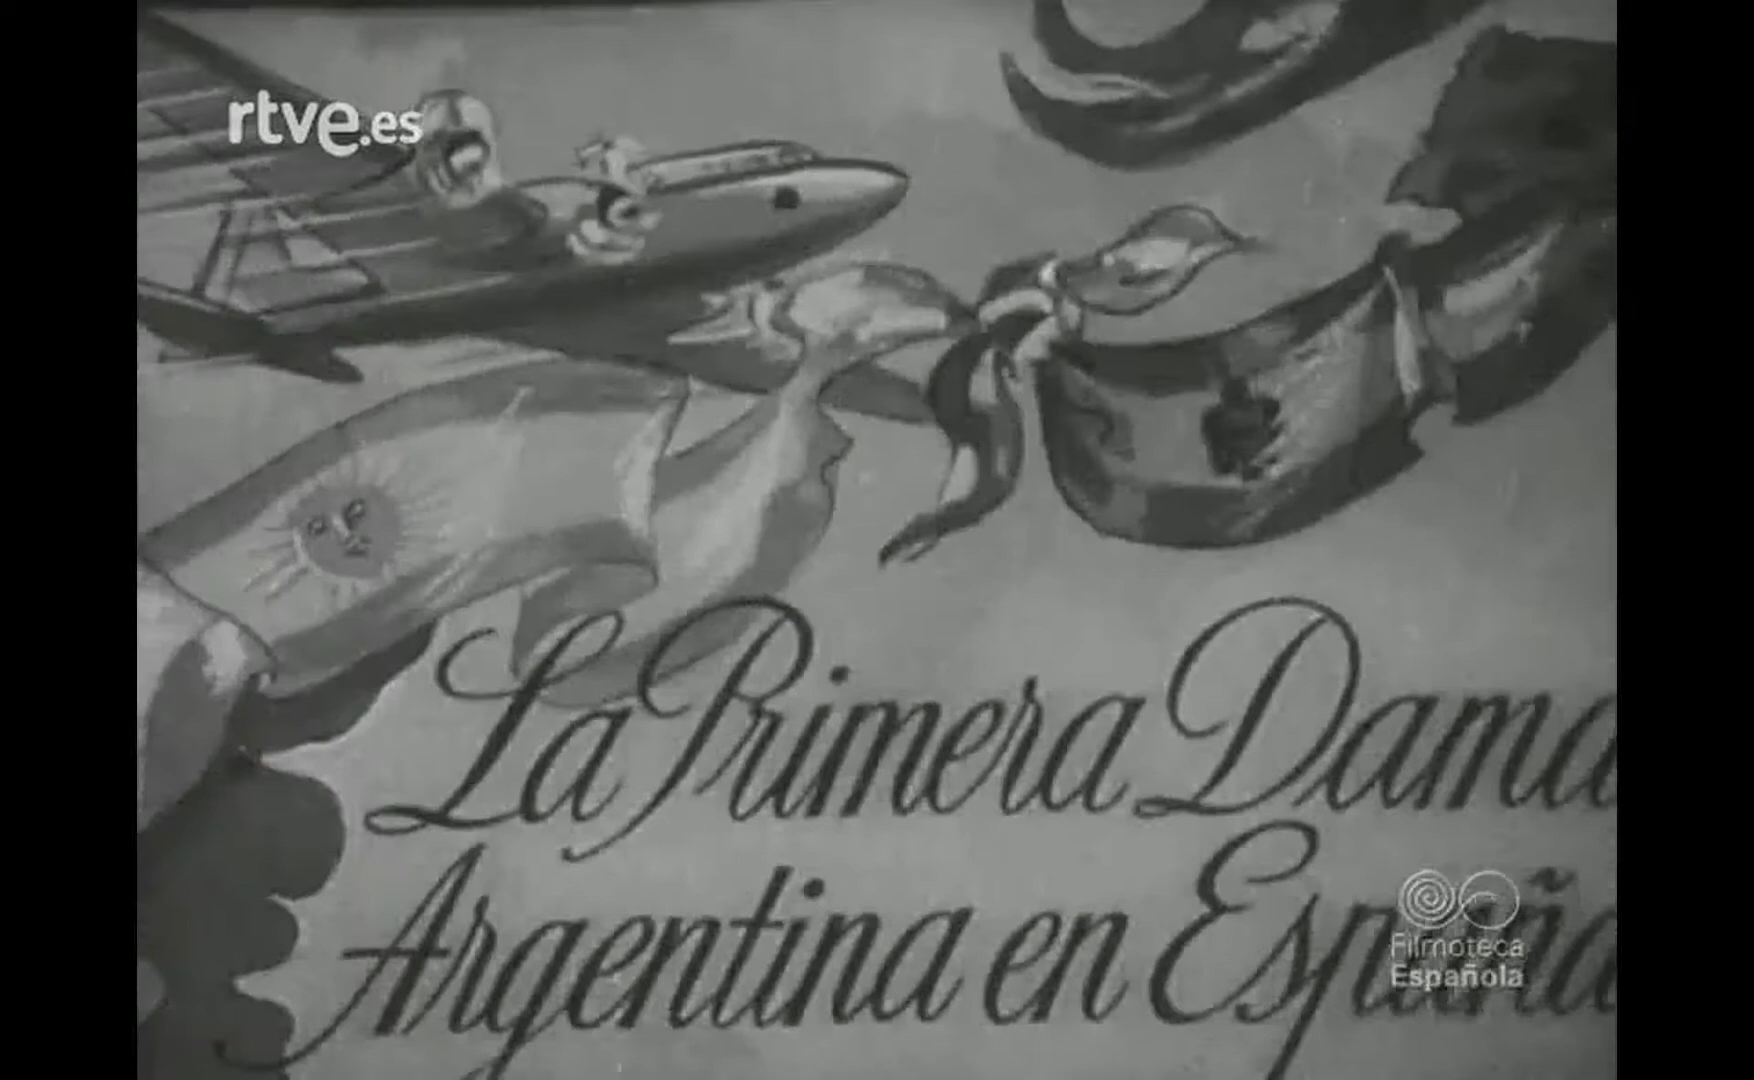 rtve.es
La Primera Dama
Argentina en España
Filmoteca
Española